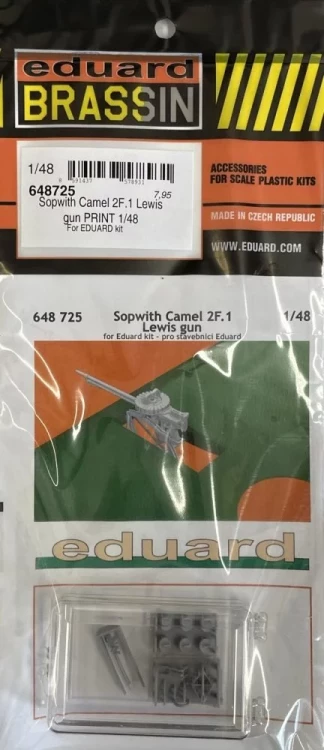 eduard
BRASSIN
1/48
648725
7,95
Sopwith Camel 2F.1 Lewis
gun PRINT 1/48
For EDUARD kit
ACCESSORIES
FOR SCALE PLASTIC KITS
MADE IN CZECH REPUBLIC
WWW.EDUARD.COM
648 725
Sopwith Camel 2F.1
1/48
Lewis gun
for Eduard kit - pro stavebnici Eduard
eduard